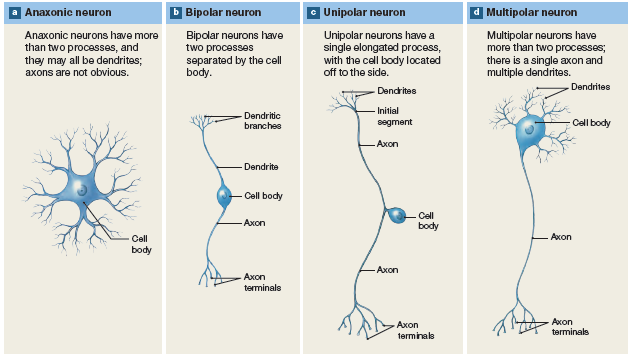 a Anaxonic neuron
Anaxonic neurons have more
than two processes, and
they may all be dendrites;
axons are not obvious.
Cell
body
b Bipolar neuron
Bipolar neurons have
two processes
separated by the cell
body.
Dendritic
branches
Dendrite
Cell body
Axon
Axon
terminals
c Unipolar neuron
Unipolar neurons have a
single elongated process,
with the cell body located
off to the side.
Dendrites
Initial
segment
Axon
Cell
body
Axon
Axon
terminals
d Multipolar neuron
Multipolar neurons have
more than two processes;
there is a single axon and
multiple dendrites.
Dendrites
Cell body
Axon
Axon
terminals